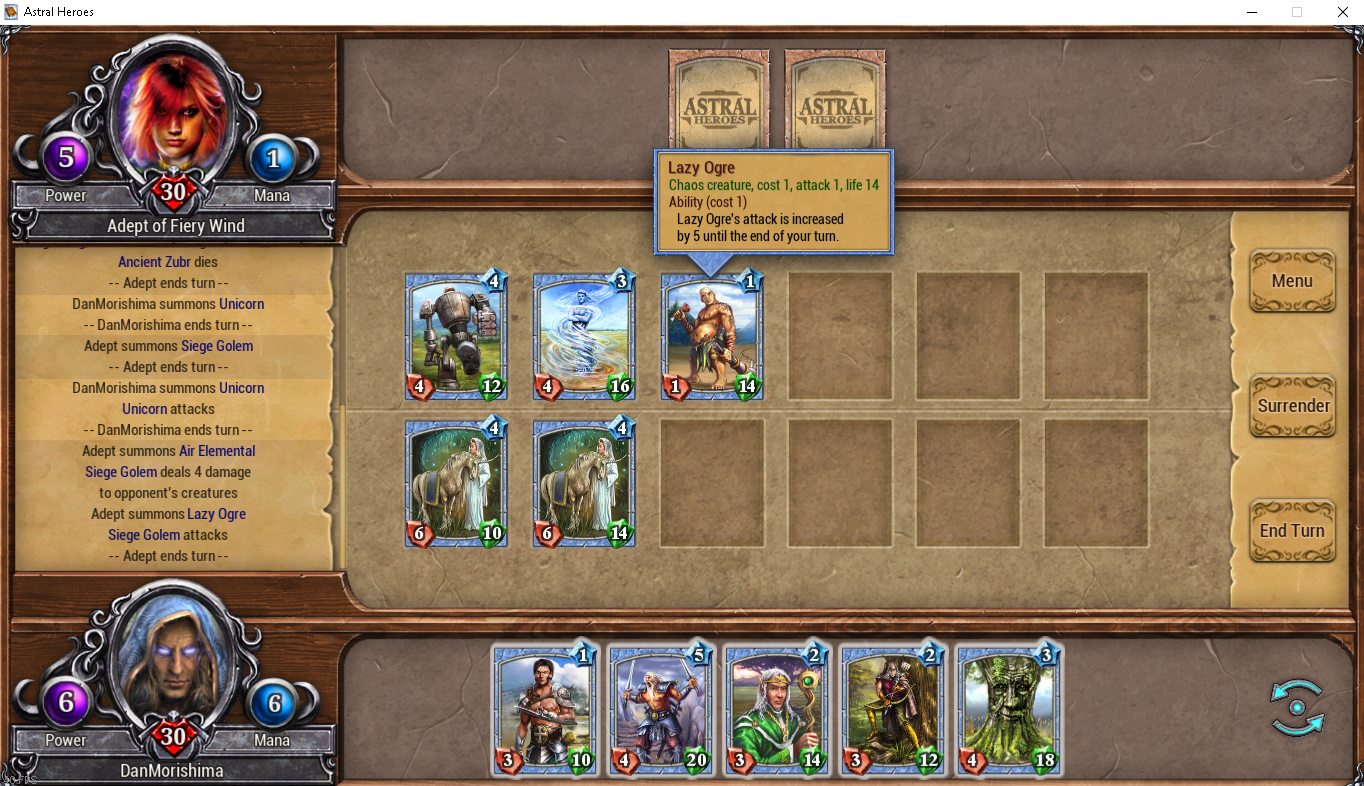 Astral Heroes
ASTRAL
HEROES
ASTRAL
HEROES
5
1
Power
30
Mana
Adept of Fiery Wind
Lazy Ogre
Chaos creature, cost 1, attack 1, life 14
Ability (cost 1)
Lazy Ogre's attack is increased
by 5 until the end of your turn.
Ancient Zubr dies
-- Adept ends turn --
DanMorishima summons Unicorn
-- DanMorishima ends turn --
Adept summons Siege Golem
-- Adept ends turn --
DanMorishima summons Unicorn
Unicorn attacks
-- DanMorishima ends turn --
Adept summons Air Elemental
Siege Golem deals 4 damage
to opponent's creatures
Adept summons Lazy Ogre
Siege Golem attacks
-- Adept ends turn --
4
3
1
4
12
4
16
1
14
4
4
6
10
6
14
Menu
Surrender
End Turn
6
6
Power
30
Mana
DanMorishima
1
5
2
2
3
3
10
4
20
3
14
3
12
4
18